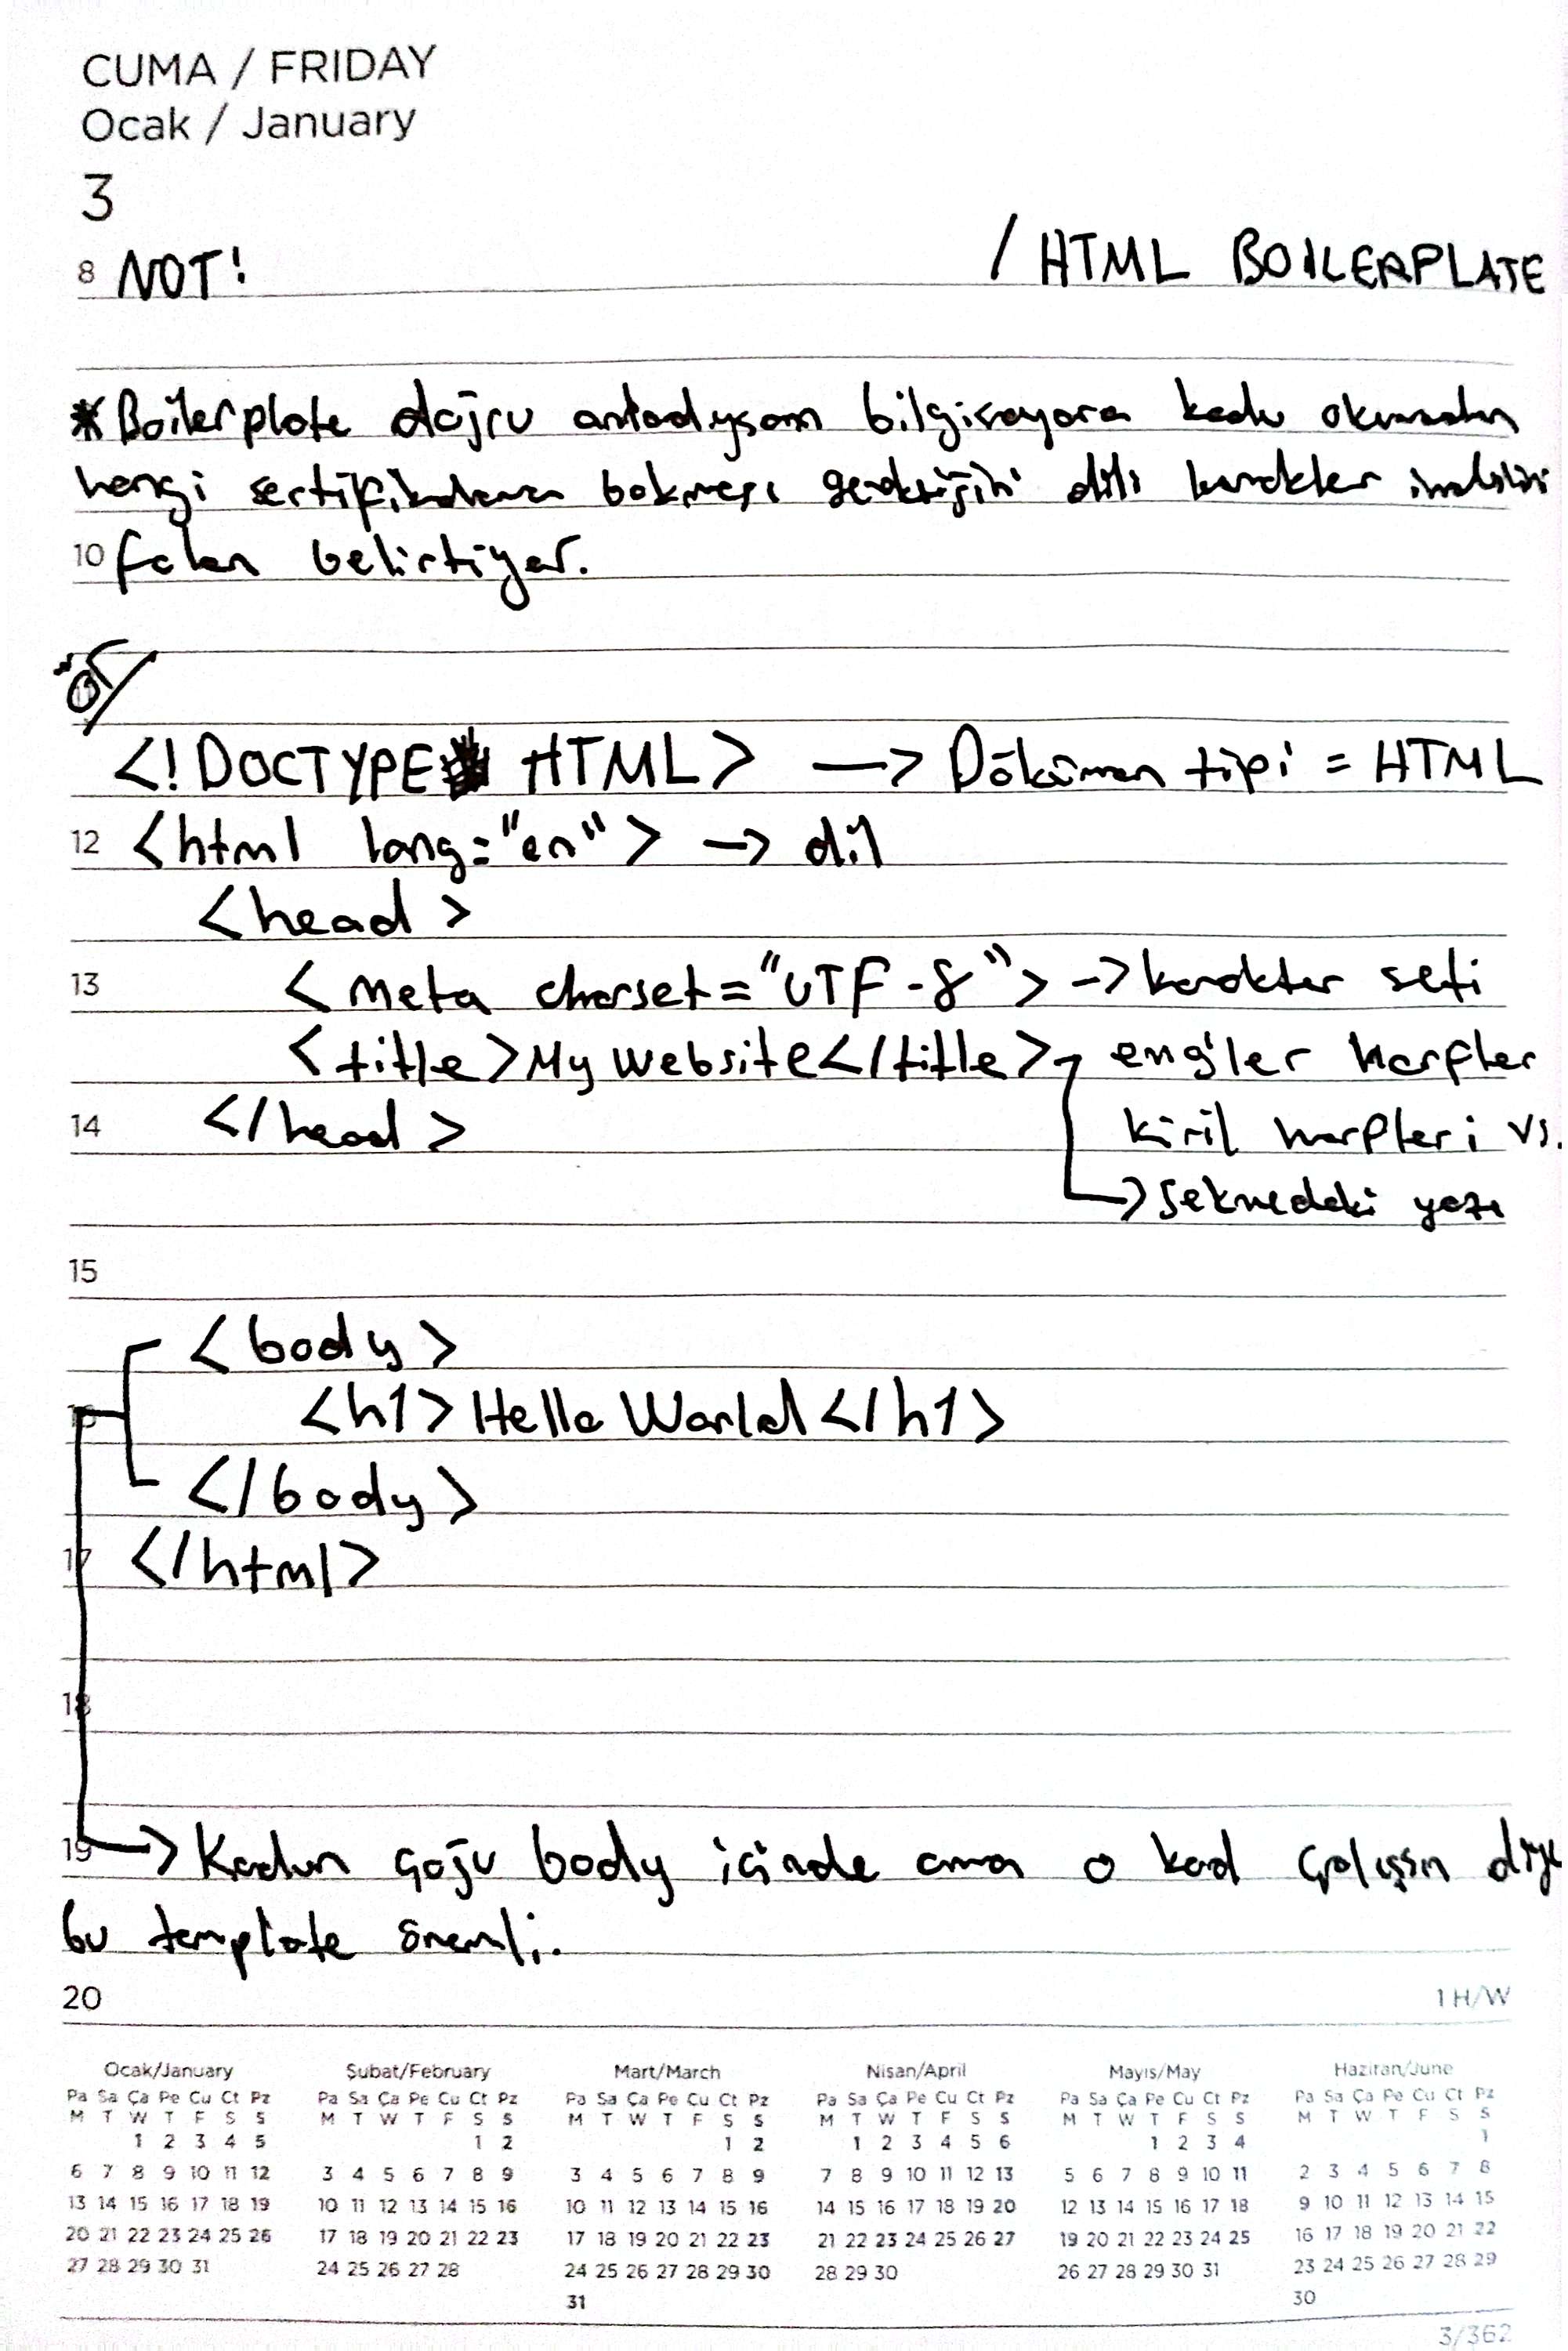 CUMA / FRIDAY
Ocak / January
3
8 NOT! / HTML BOILERPLATE
*Boilerplate doğru anladıysam bilgisayara kodu okumadan
hangi bakması gerektiğini dili karakter
10 falan belirtiyor.
ör/
<!DOCTYPE HTML> —> Döküman tipi = HTML
12 <html lang="en"> —> dil
<head>
13 <meta charset="UTF-8"> —> karakter seti
<title>My Website</title> eng'ler harfler
14 </head> kiril harfleri vs.
—> sekmedeki yazı
15
<body>
16 <h1>Hello World</h1>
</body>
17 </html>
18
19 —> Kodun çoğu body içinde ama o kod çalışsın diye
bu template önemli.
20 1 H/W
Ocak/January Şubat/February Mart/March Nisan/April Mayıs/May Haziran/June
Pa Sa Ça Pe Cu Ct Pz Pa Sa Ça Pe Cu Ct Pz Pa Sa Ça Pe Cu Ct Pz Pa Sa Ça Pe Cu Ct Pz Pa Sa Ça Pe Cu Ct Pz Pa Sa Ça Pe Cu Ct Pz
M T W T F S S M T W T F S S M T W T F S S M T W T F S S M T W T F S S M T W T F S S
1 2 3 4 5 1 2 1 2 1 2 3 4 5 6 1 2 3 4 1
6 7 8 9 10 11 12 3 4 5 6 7 8 9 3 4 5 6 7 8 9 7 8 9 10 11 12 13 5 6 7 8 9 10 11 2 3 4 5 6 7 8
13 14 15 16 17 18 19 10 11 12 13 14 15 16 10 11 12 13 14 15 16 14 15 16 17 18 19 20 12 13 14 15 16 17 18 9 10 11 12 13 14 15
20 21 22 23 24 25 26 17 18 19 20 21 22 23 17 18 19 20 21 22 23 21 22 23 24 25 26 27 19 20 21 22 23 24 25 16 17 18 19 20 21 22
27 28 29 30 31 24 25 26 27 28 24 25 26 27 28 29 30 28 29 30 26 27 28 29 30 31 23 24 25 26 27 28 29
31 30
3/362